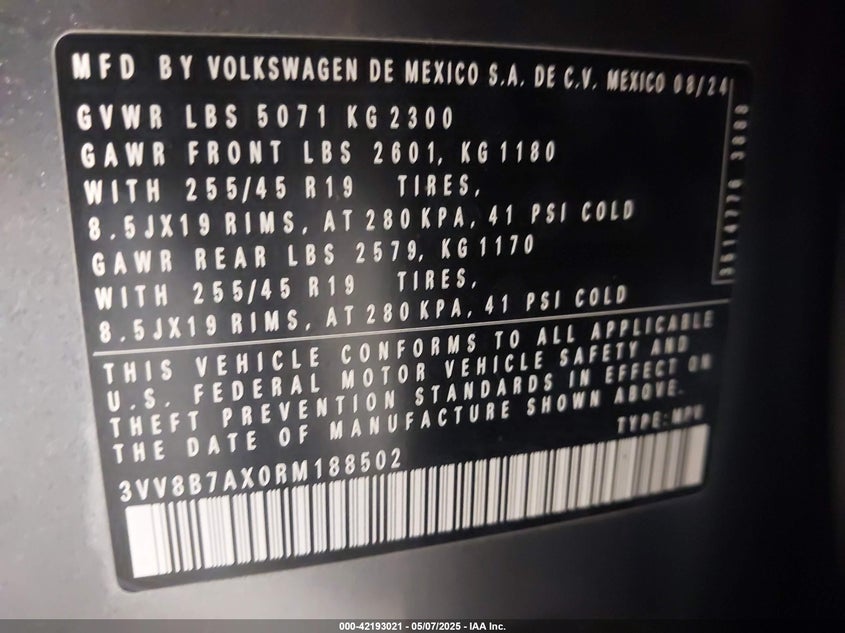 MFD BY VOLKSWAGEN DE MEXICO S.A. DE C.V. MEXICO 08/24
GVWR LBS 5071 KG 2300
GAWR FRONT LBS 2601, KG 1180
WITH 255/45 R19 TIRES,
8.5JX19 RIMS, AT 280 KPA, 41 PSI COLD
GAWR REAR LBS 2579, KG 1170
WITH 255/45 R19 TIRES,
8.5JX19 RIMS, AT 280 KPA, 41 PSI COLD
THIS VEHICLE CONFORMS TO ALL APPLICABLE
U.S. FEDERAL MOTOR VEHICLE SAFETY AND
THEFT PREVENTION STANDARDS IN EFFECT ON
THE DATE OF MANUFACTURE SHOWN ABOVE.
TYPE: MPV
3VV8B7AX0RM188502
000-42193021 - 05/07/2025 - IAA Inc.